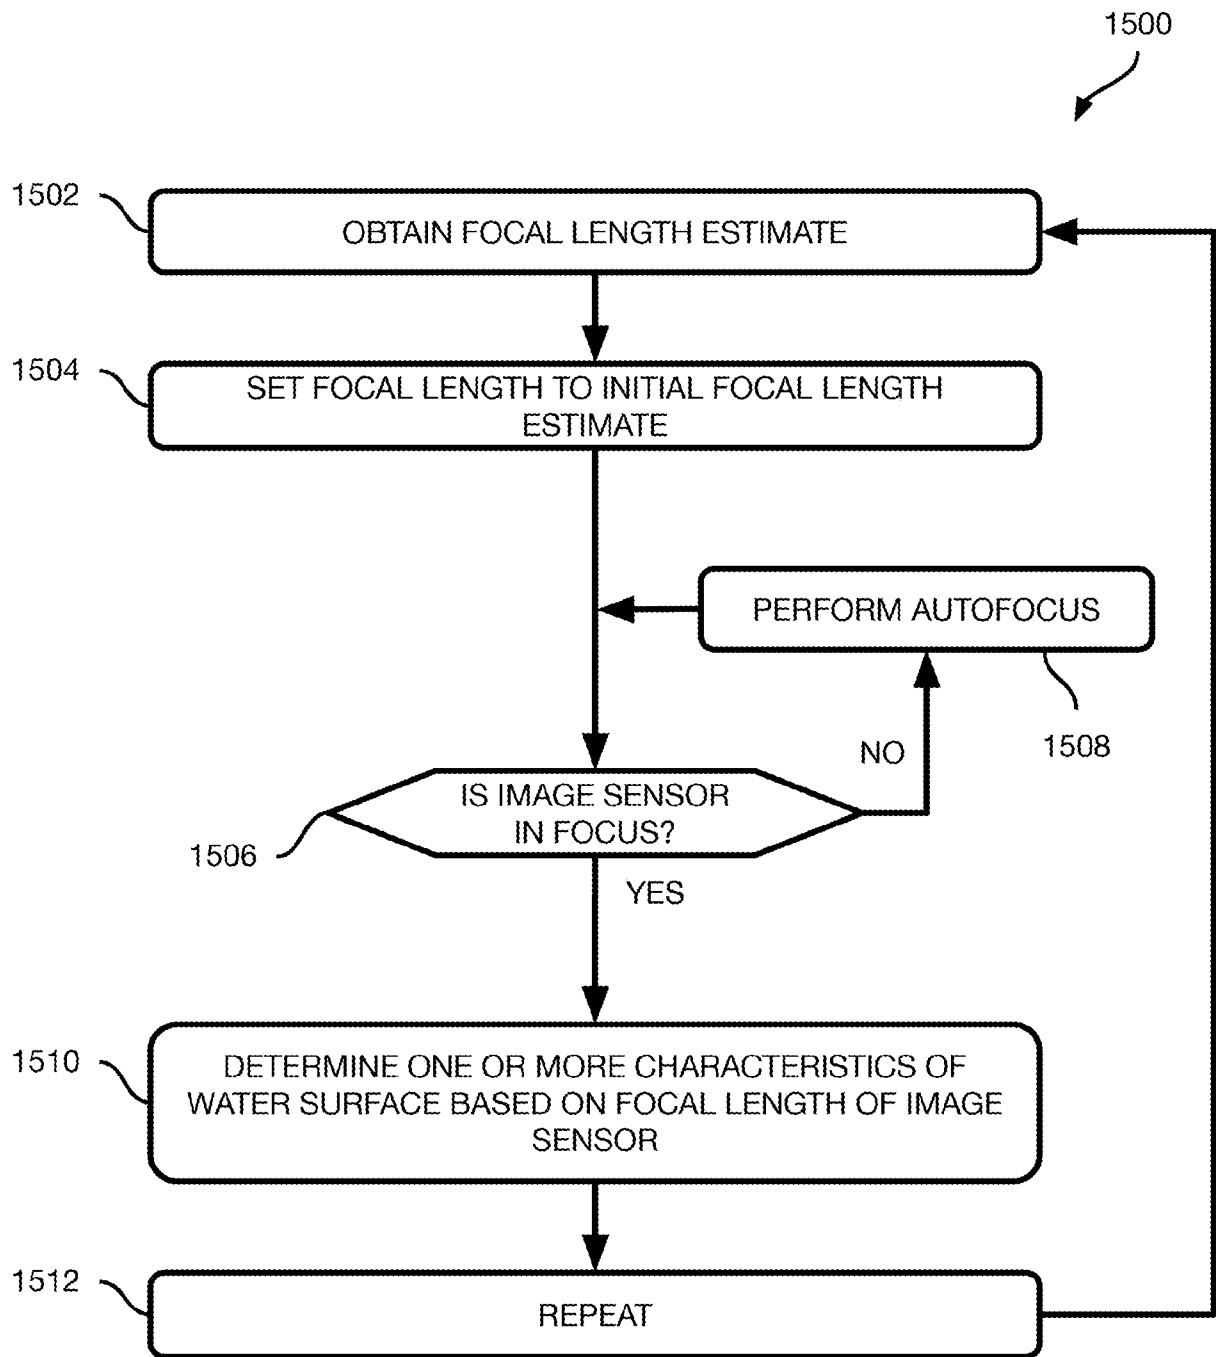 1500
1502
OBTAIN FOCAL LENGTH ESTIMATE
1504
SET FOCAL LENGTH TO INITIAL FOCAL LENGTH
ESTIMATE
PERFORM AUTOFOCUS
1508
NO
IS IMAGE SENSOR
IN FOCUS?
1506
YES
1510
DETERMINE ONE OR MORE CHARACTERISTICS OF
WATER SURFACE BASED ON FOCAL LENGTH OF IMAGE
SENSOR
1512
REPEAT